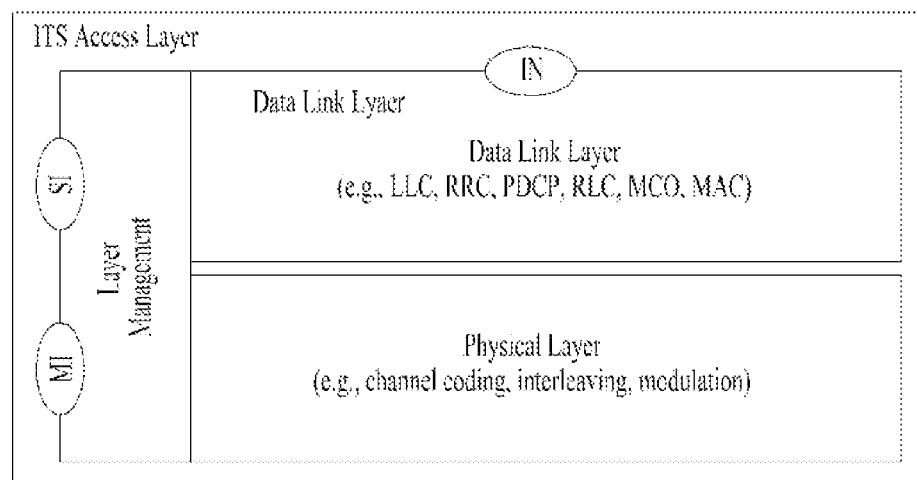 ITS Access Layer
IN
Data Link Lyaer
Data Link Layer
(e.g., LLC, RRC, PDCP, RLC, MCO, MAC)
SI
Layer
Management
MI
Physical Layer
(e.g., channel coding, interleaving, modulation)